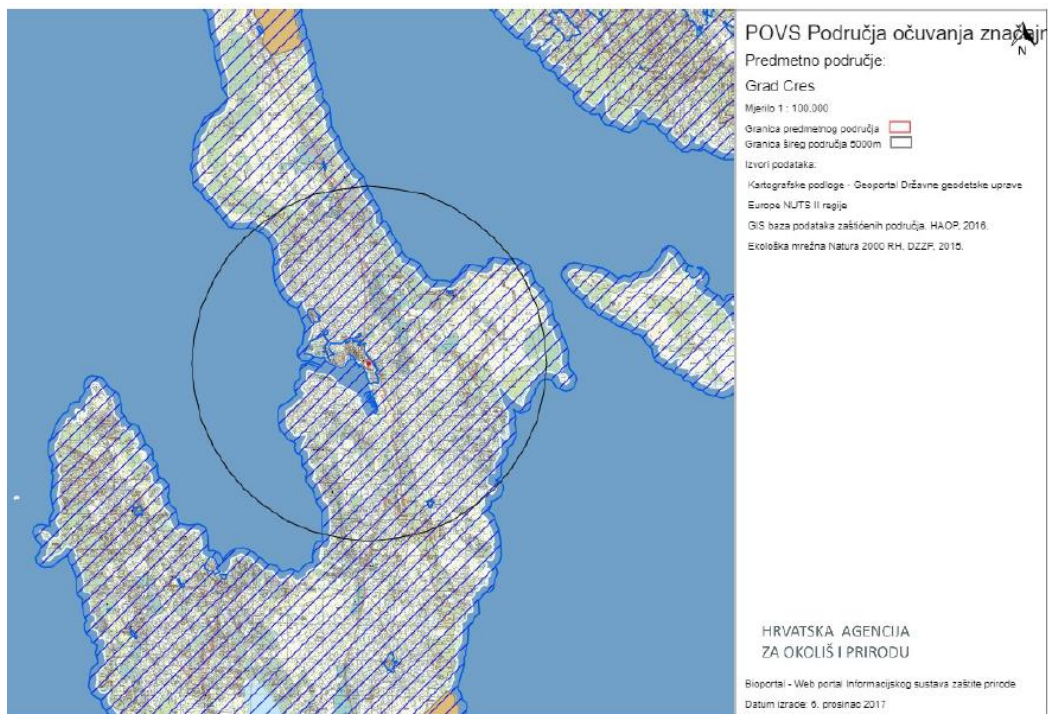 POVS Područja očuvanja značajn
N
Predmetno područje:
Grad Cres
Mjerilo 1 : 100.000
Granica predmetnog područja
Granica šireg područja 5000m
Izvori podataka:
Kartografske podloge - Geoportal Državne geodetske uprave
Europe NUTS II regije
GIS baza podataka zaštićenih područja, HAOP, 2016.
Ekološka mrežna Natura 2000 RH, DZZP, 2015.
HRVATSKA AGENCIJA
ZA OKOLIŠ I PRIRODU
Bioportal - Web portal Informacijskog sustava zaštite prirode
Datum izrade: 6. prosinac 2017